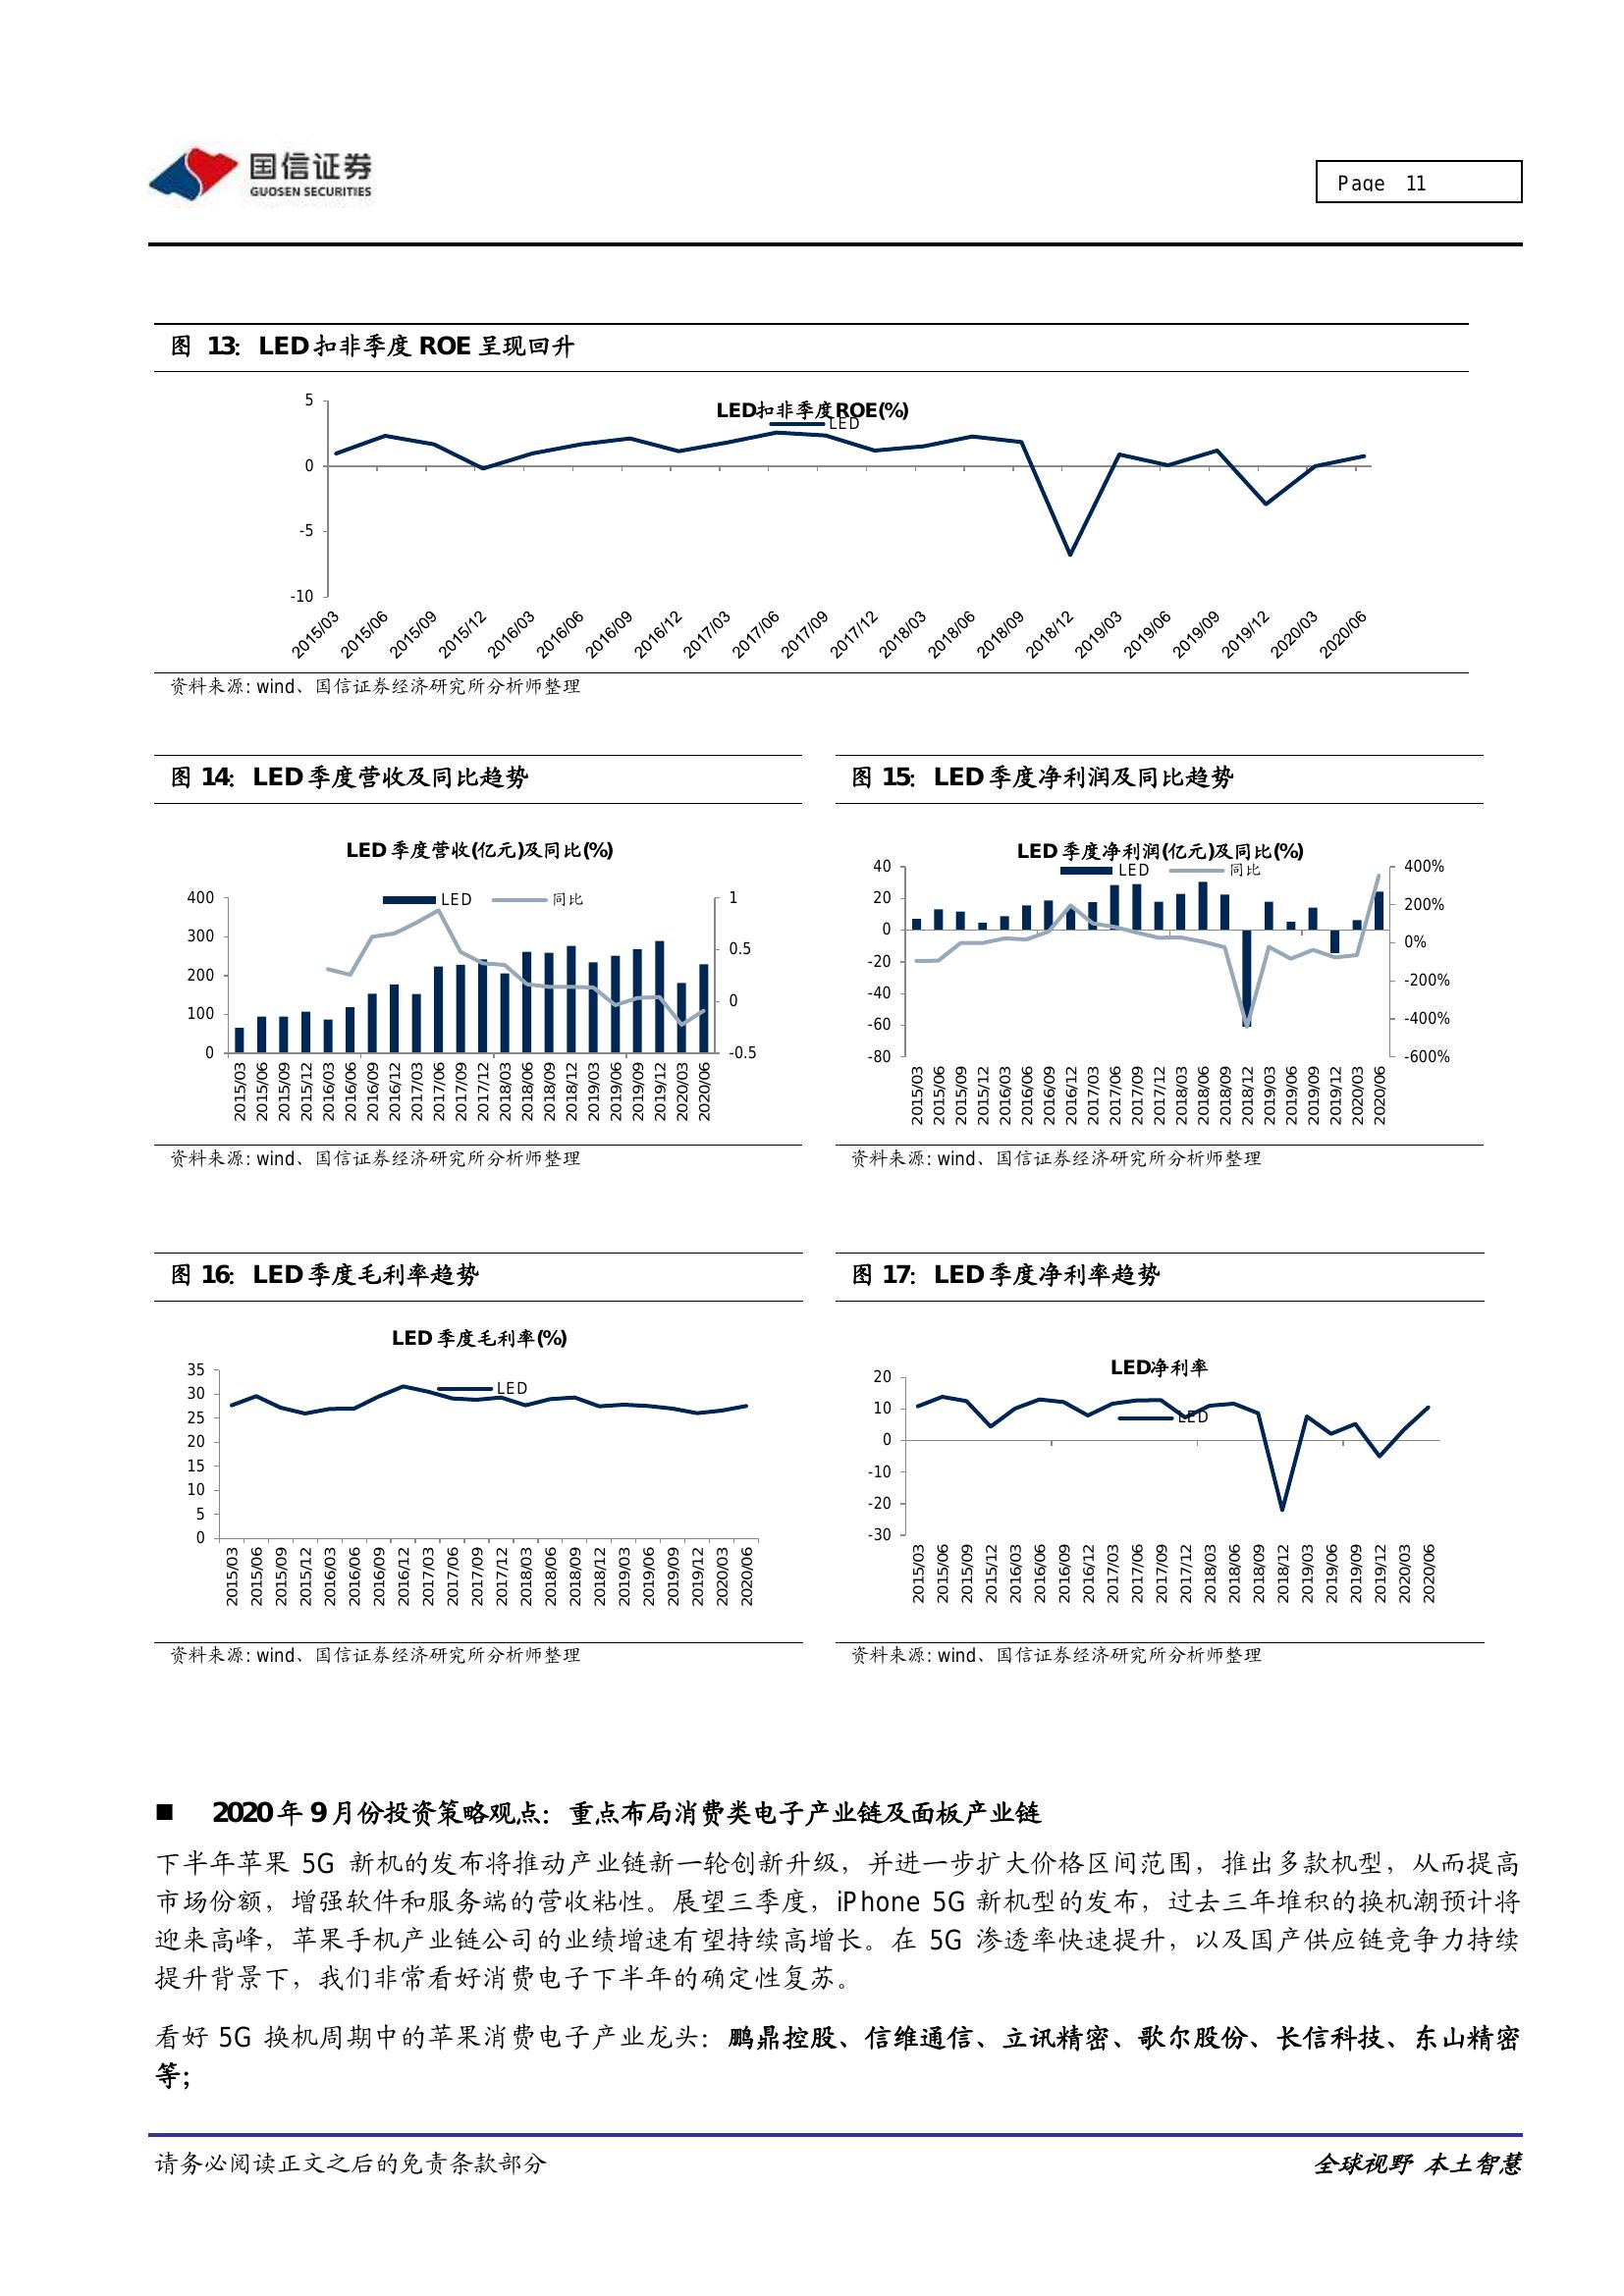 国信证券
GUOSEN SECURITIES
Page 11
图 13：LED 扣非季度 ROE 呈现回升
LED扣非季度ROE(%)
LED
5
0
-5
-10
2015/03 2015/06 2015/09 2015/12 2016/03 2016/06 2016/09 2016/12 2017/03 2017/06 2017/09 2017/12 2018/03 2018/06 2018/09 2018/12 2019/03 2019/06 2019/09 2019/12 2020/03 2020/06
资料来源: wind、国信证券经济研究所分析师整理
图 14：LED 季度营收及同比趋势
LED 季度营收(亿元)及同比(%)
LED 同比
400 1
300 0.5
200
100 0
0 -0.5
2015/03 2015/06 2015/09 2015/12 2016/03 2016/06 2016/09 2016/12 2017/03 2017/06 2017/09 2017/12 2018/03 2018/06 2018/09 2018/12 2019/03 2019/06 2019/09 2019/12 2020/03 2020/06
资料来源: wind、国信证券经济研究所分析师整理
图 15：LED 季度净利润及同比趋势
LED 季度净利润(亿元)及同比(%)
LED 同比
40 400%
20 200%
0 0%
-20
-40 -200%
-60 -400%
-80 -600%
2015/03 2015/06 2015/09 2015/12 2016/03 2016/06 2016/09 2016/12 2017/03 2017/06 2017/09 2017/12 2018/03 2018/06 2018/09 2018/12 2019/03 2019/06 2019/09 2019/12 2020/03 2020/06
资料来源: wind、国信证券经济研究所分析师整理
图 16：LED 季度毛利率趋势
LED 季度毛利率(%)
LED
35
30
25
20
15
10
5
0
2015/03 2015/06 2015/09 2015/12 2016/03 2016/06 2016/09 2016/12 2017/03 2017/06 2017/09 2017/12 2018/03 2018/06 2018/09 2018/12 2019/03 2019/06 2019/09 2019/12 2020/03 2020/06
资料来源: wind、国信证券经济研究所分析师整理
图 17：LED 季度净利率趋势
LED净利率
LED
20
10
0
-10
-20
-30
2015/03 2015/06 2015/09 2015/12 2016/03 2016/06 2016/09 2016/12 2017/03 2017/06 2017/09 2017/12 2018/03 2018/06 2018/09 2018/12 2019/03 2019/06 2019/09 2019/12 2020/03 2020/06
资料来源: wind、国信证券经济研究所分析师整理
■ 2020 年 9 月份投资策略观点：重点布局消费类电子产业链及面板产业链
下半年苹果 5G 新机的发布将推动产业链新一轮创新升级，并进一步扩大价格区间范围，推出多款机型，从而提高
市场份额，增强软件和服务端的营收粘性。展望三季度，iPhone 5G 新机型的发布，过去三年堆积的换机潮预计将
迎来高峰，苹果手机产业链公司的业绩增速有望持续高增长。在 5G 渗透率快速提升，以及国产供应链竞争力持续
提升背景下，我们非常看好消费电子下半年的确定性复苏。
看好 5G 换机周期中的苹果消费电子产业龙头：鹏鼎控股、信维通信、立讯精密、歌尔股份、长信科技、东山精密
等；
请务必阅读正文之后的免责条款部分
全球视野 本土智慧